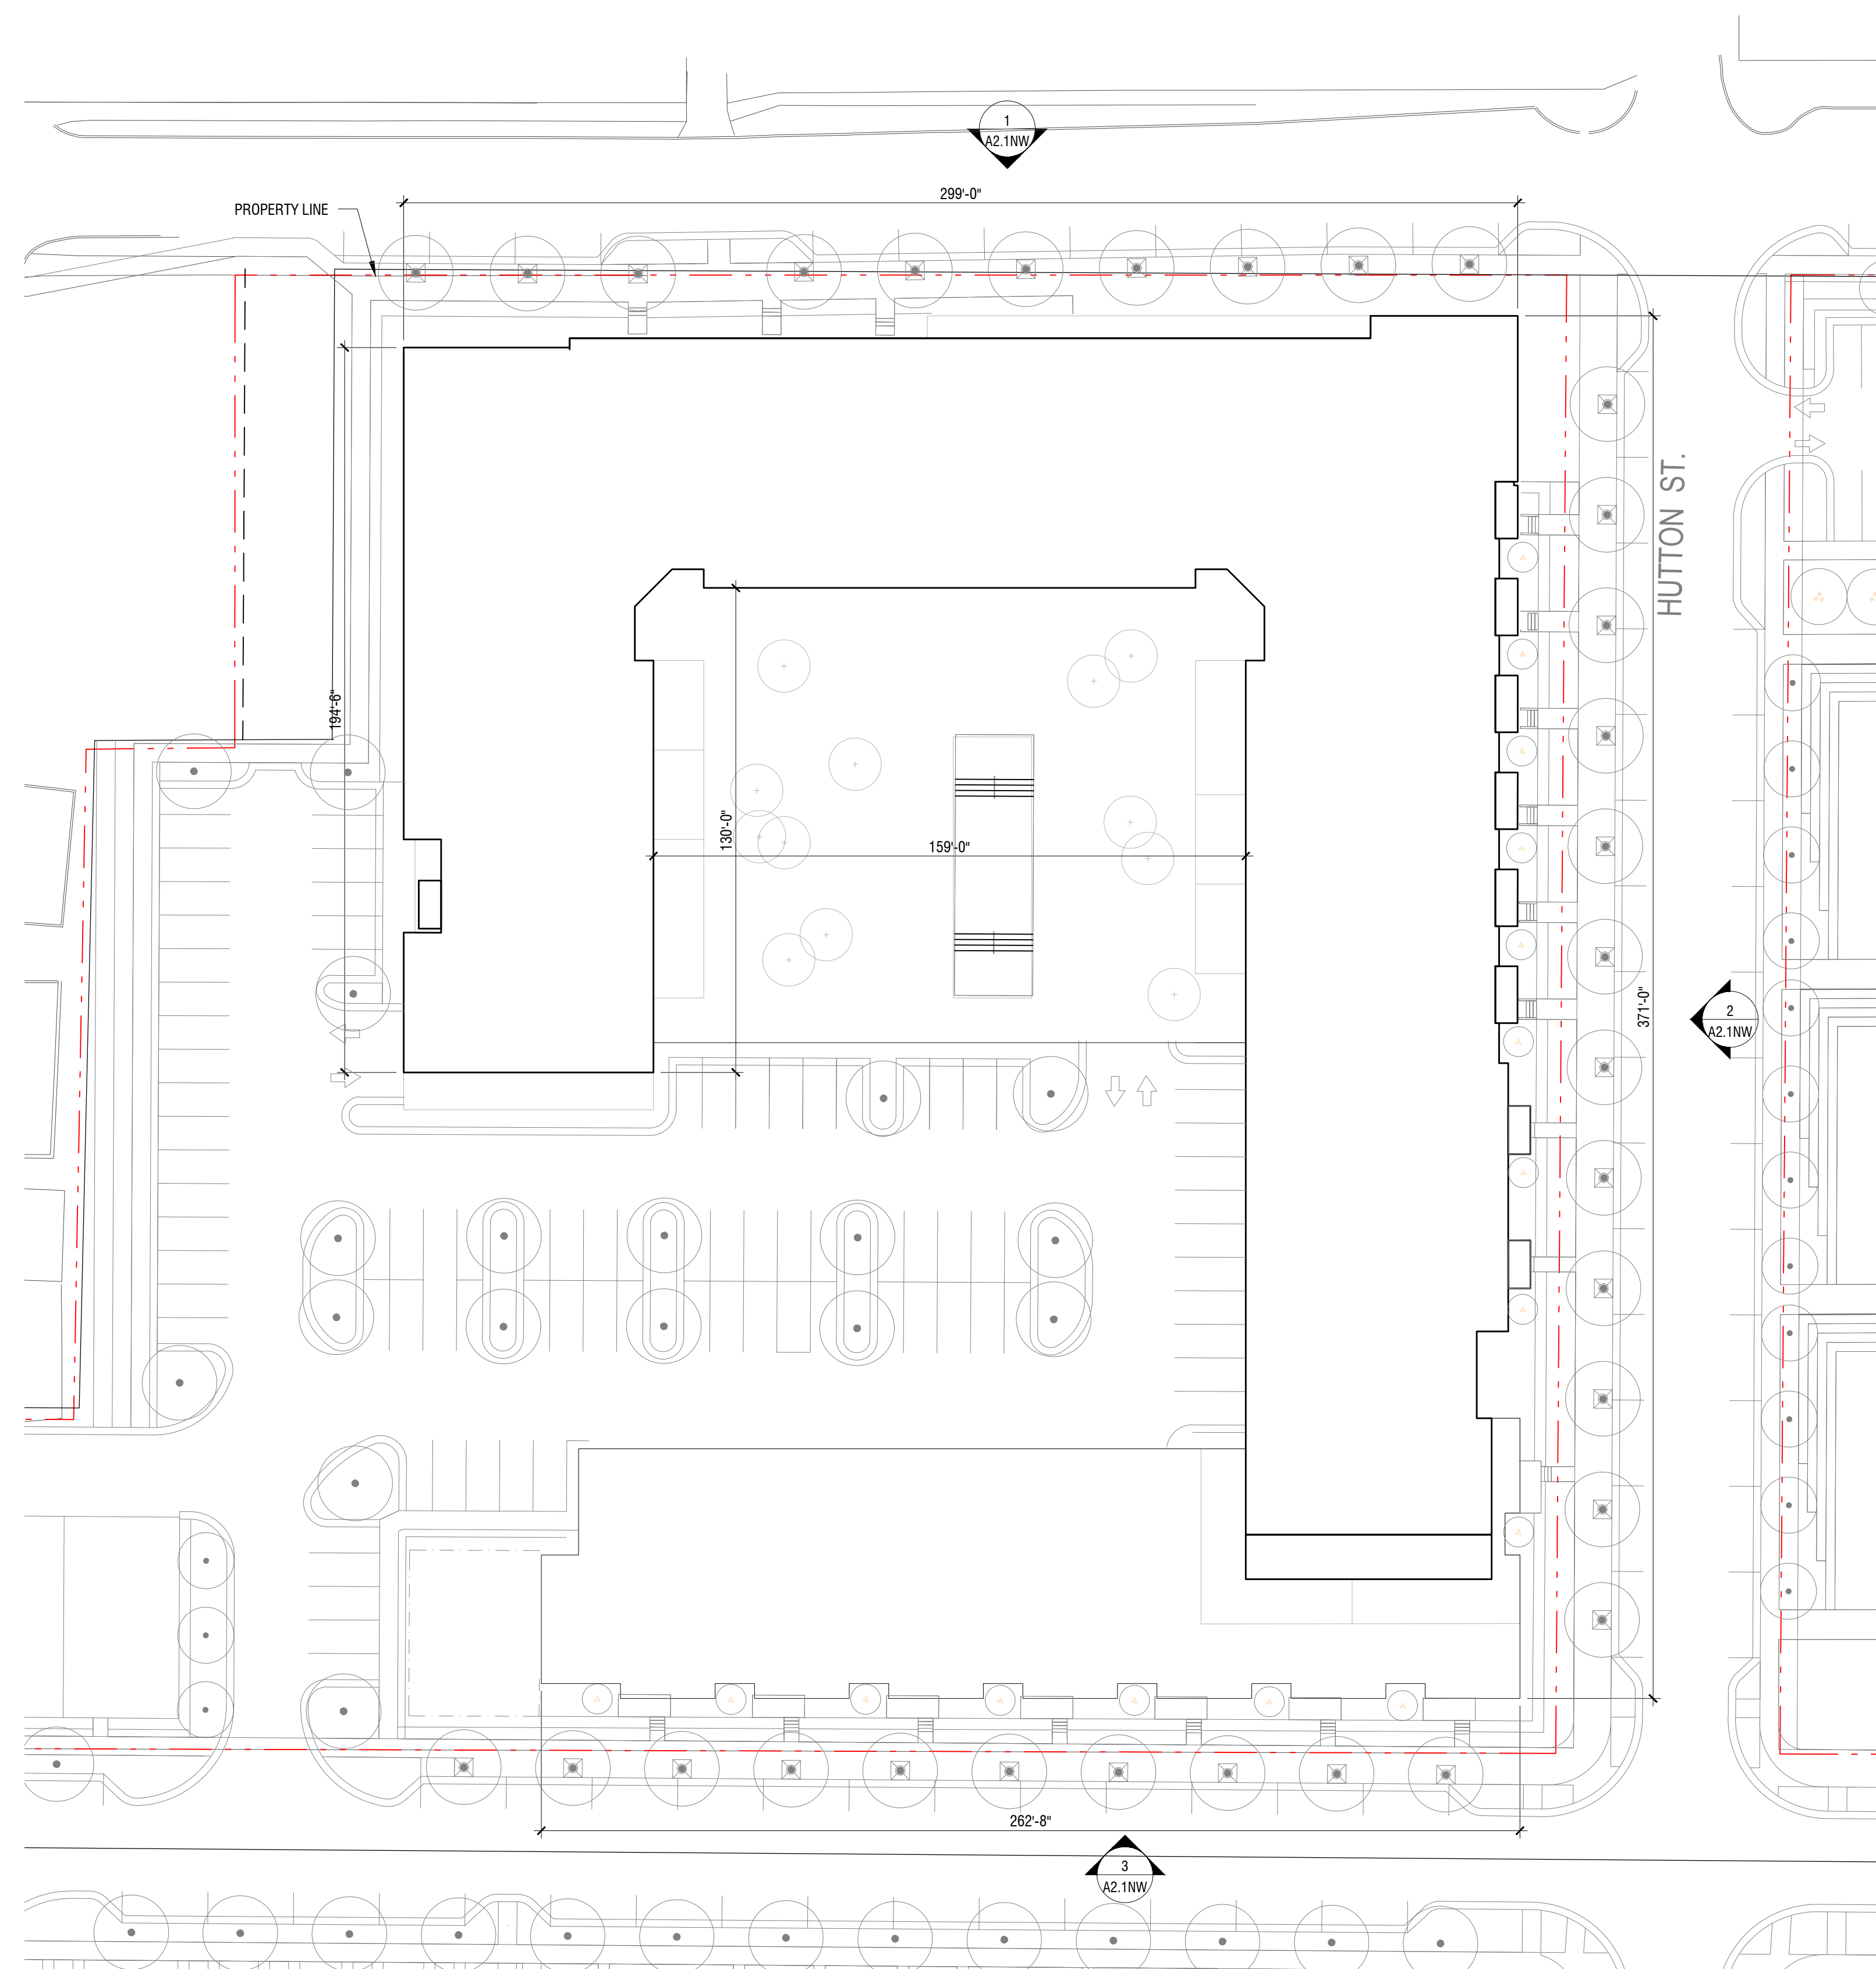 1
A2.1NW
299'-0"
PROPERTY LINE
HUTTON ST.
194'-6"
130'-0"
159'-0"
371'-0"
2
A2.1NW
262'-8"
3
A2.1NW